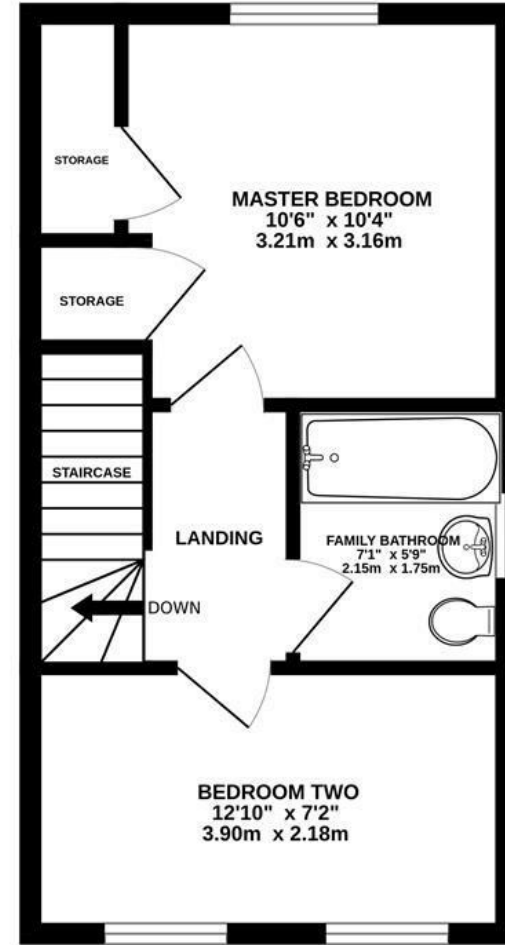 STORAGE
MASTER BEDROOM
10'6" x 10'4"
3.21m x 3.16m
STORAGE
STAIRCASE
LANDING
FAMILY BATHROOM
7'1" x 5'9"
2.15m x 1.75m
DOWN
BEDROOM TWO
12'10" x 7'2"
3.90m x 2.18m